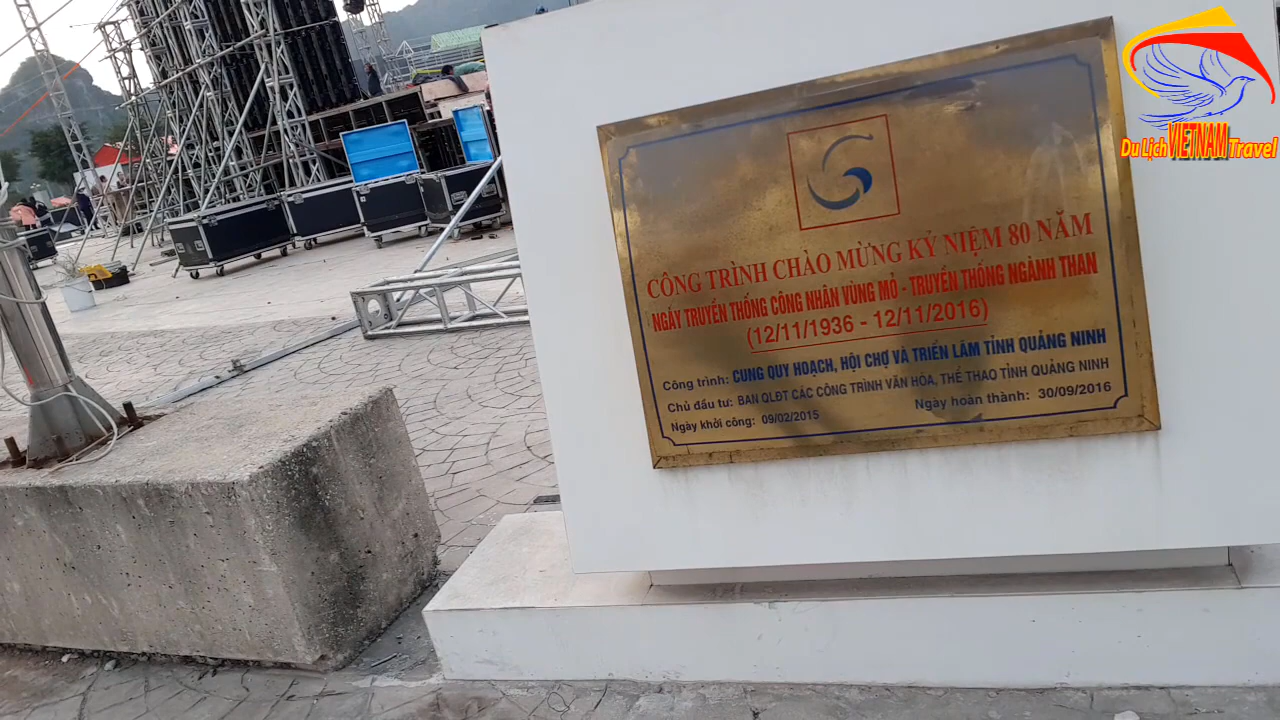 CÔNG TRÌNH CHÀO MỪNG KỶ NIỆM 80 NĂM
NGÀY TRUYỀN THỐNG CÔNG NHÂN VÙNG MỎ - TRUYỀN THỐNG NGÀNH THAN
(12/11/1936 - 12/11/2016)
Công trình: CUNG QUY HOẠCH, HỘI CHỢ VÀ TRIỂN LÃM TỈNH QUẢNG NINH
Chủ đầu tư: BAN QLĐT CÁC CÔNG TRÌNH VĂN HÓA, THỂ THAO TỈNH QUẢNG NINH
Ngày khởi công: 09/02/2015 Ngày hoàn thành: 30/09/2016
Du Lịch VIETNAM Travel